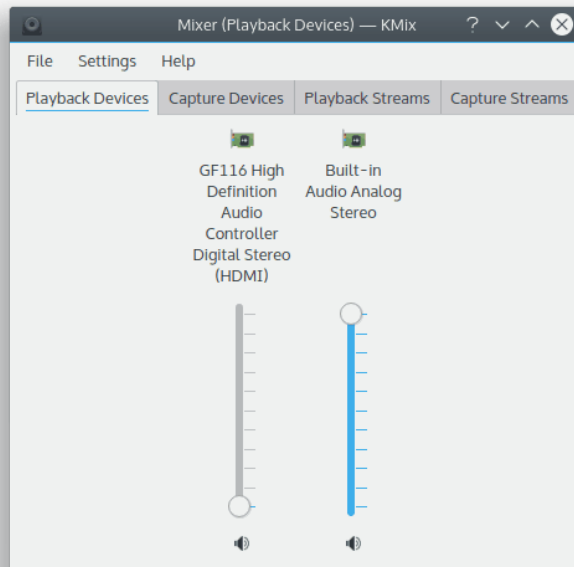 Mixer (Playback Devices) — KMix ?
File Settings Help
Playback Devices Capture Devices Playback Streams Capture Streams
GF116 High
Definition
Audio
Controller
Digital Stereo
(HDMI)
Built-in
Audio Analog
Stereo